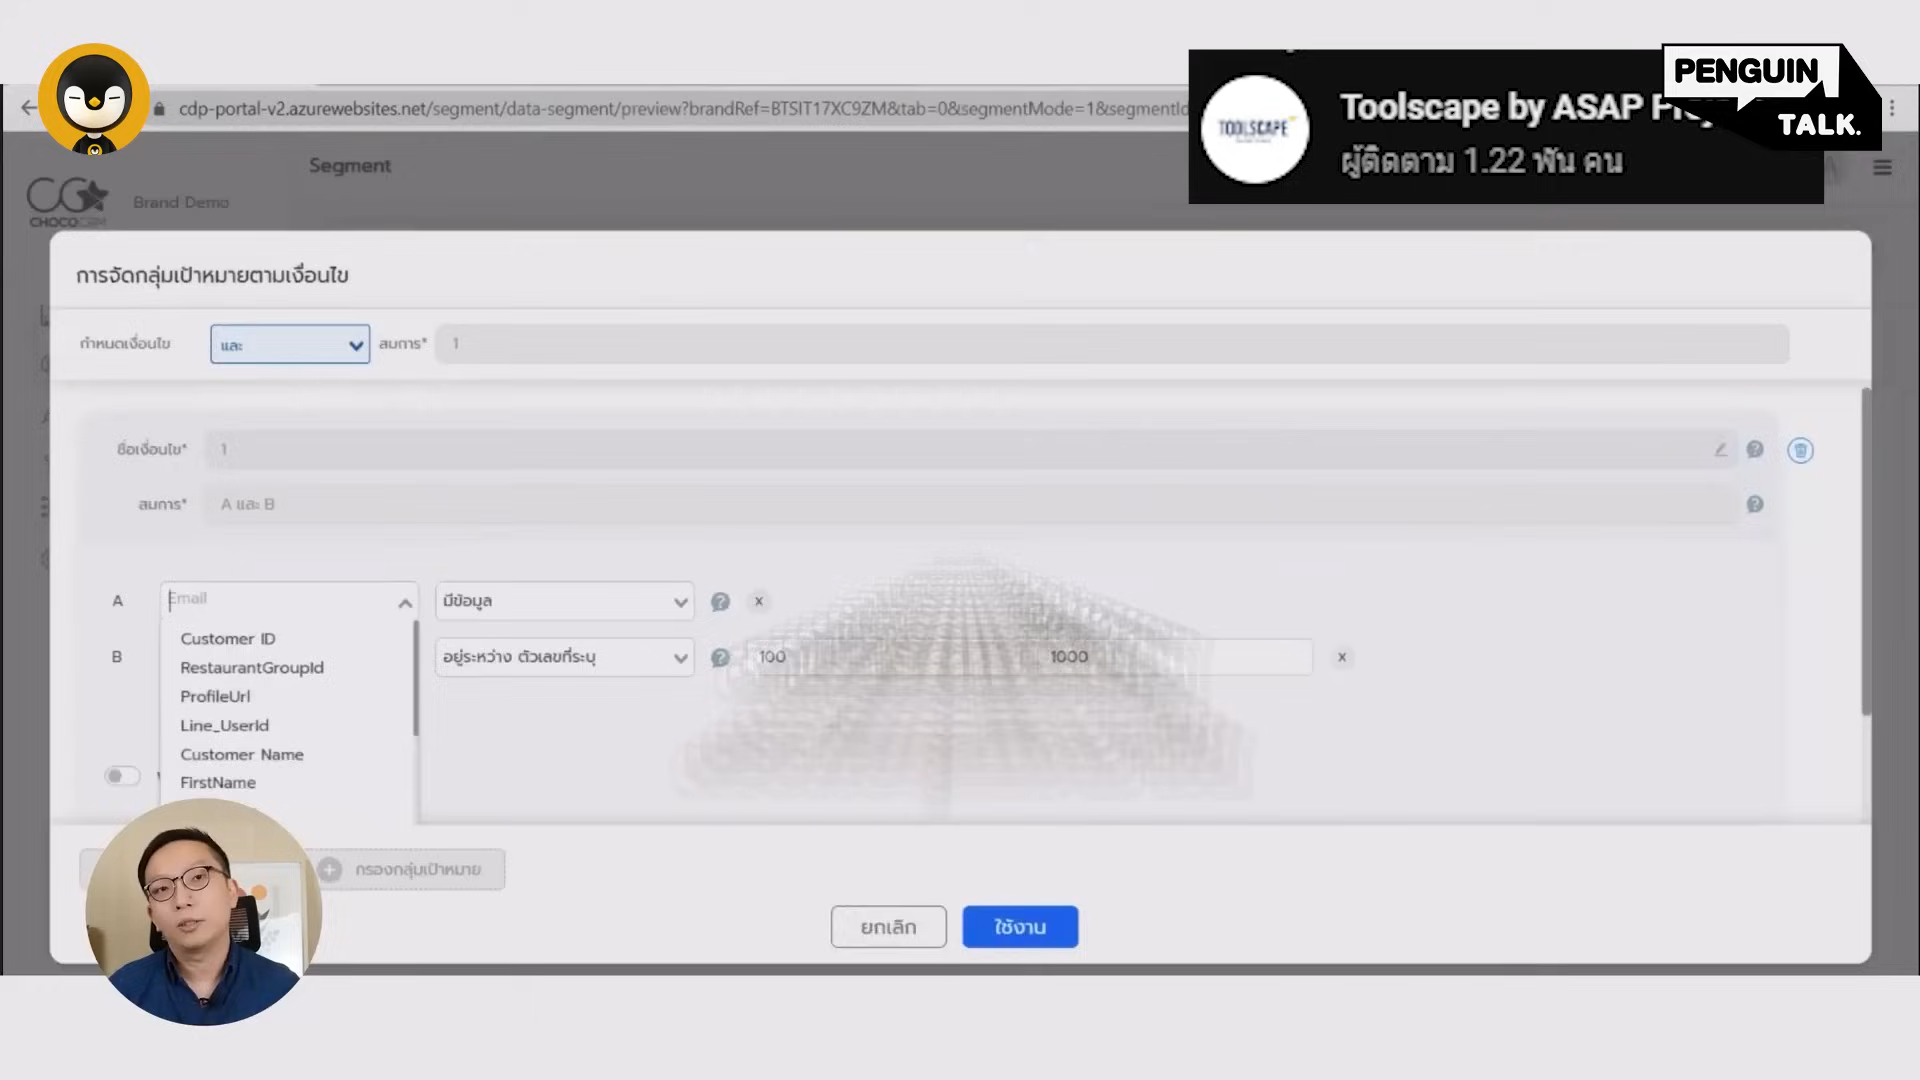 PENGUIN
TALK.
cdp-portal-v2.azurewebsites.net/segment/data-segment/preview?brandRef=BTSIT17XC9ZM&tab=0&segmentMode=1&segmentId
TOOLSCAPE
Toolscape by ASAP
ผู้ติดตาม 1.22 พัน คน
Segment
CHOCOCRM
Brand Demo
การจัดกลุ่มเป้าหมายตามเงื่อนไข
กำหนดเงื่อนไข และ สมการ* 1
ชื่อเงื่อนไข* 1
สมการ* A และ B
A Email มีข้อมูล x
B อยู่ระหว่าง ตัวเลขที่ระบุ 100 1000 x
Customer ID
RestaurantGroupId
ProfileUrl
Line_UserId
Customer Name
FirstName
กรองกลุ่มเป้าหมาย
ยกเลิก ใช้งาน